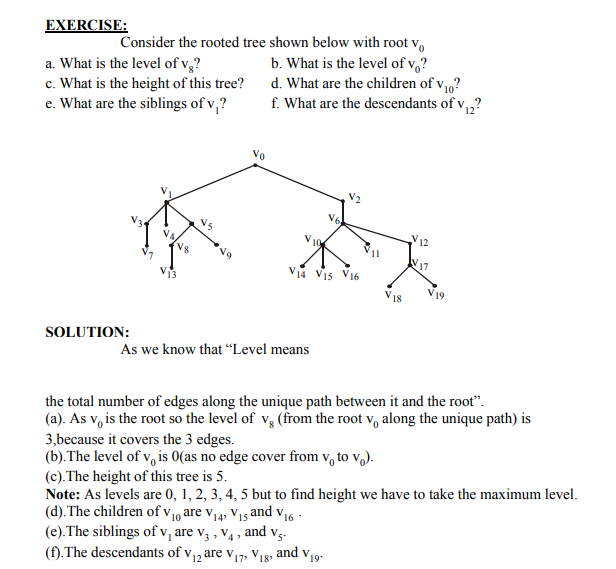 EXERCISE:
Consider the rooted tree shown below with root v₀
a. What is the level of v₈? b. What is the level of v₀?
c. What is the height of this tree? d. What are the children of v₁₀?
e. What are the siblings of v₁? f. What are the descendants of v₁₂?
v₀
v₁ v₂
v₃ v₄ v₅ v₆
v₇ v₈ v₉ v₁₀ v₁₁ v₁₂
v₁₃ v₁₄ v₁₅ v₁₆ v₁₇
v₁₈ v₁₉
SOLUTION:
As we know that “Level means
the total number of edges along the unique path between it and the root”.
(a). As v₀ is the root so the level of v₈ (from the root v₀ along the unique path) is
3,because it covers the 3 edges.
(b).The level of v₀ is 0(as no edge cover from v₀ to v₀).
(c).The height of this tree is 5.
Note: As levels are 0, 1, 2, 3, 4, 5 but to find height we have to take the maximum level.
(d).The children of v₁₀ are v₁₄, v₁₅ and v₁₆ .
(e).The siblings of v₁ are v₃ , v₄ , and v₅.
(f).The descendants of v₁₂ are v₁₇, v₁₈, and v₁₉.